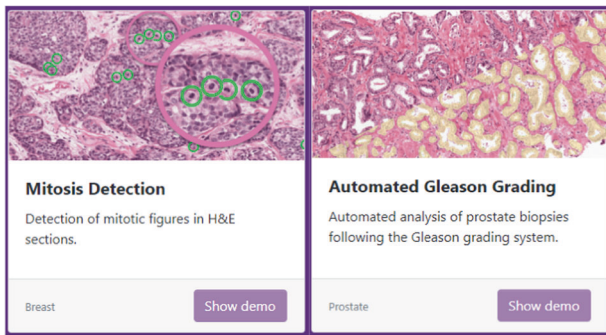 Mitosis Detection
Detection of mitotic figures in H&E
sections.
Breast
Show demo
Automated Gleason Grading
Automated analysis of prostate biopsies
following the Gleason grading system.
Prostate
Show demo